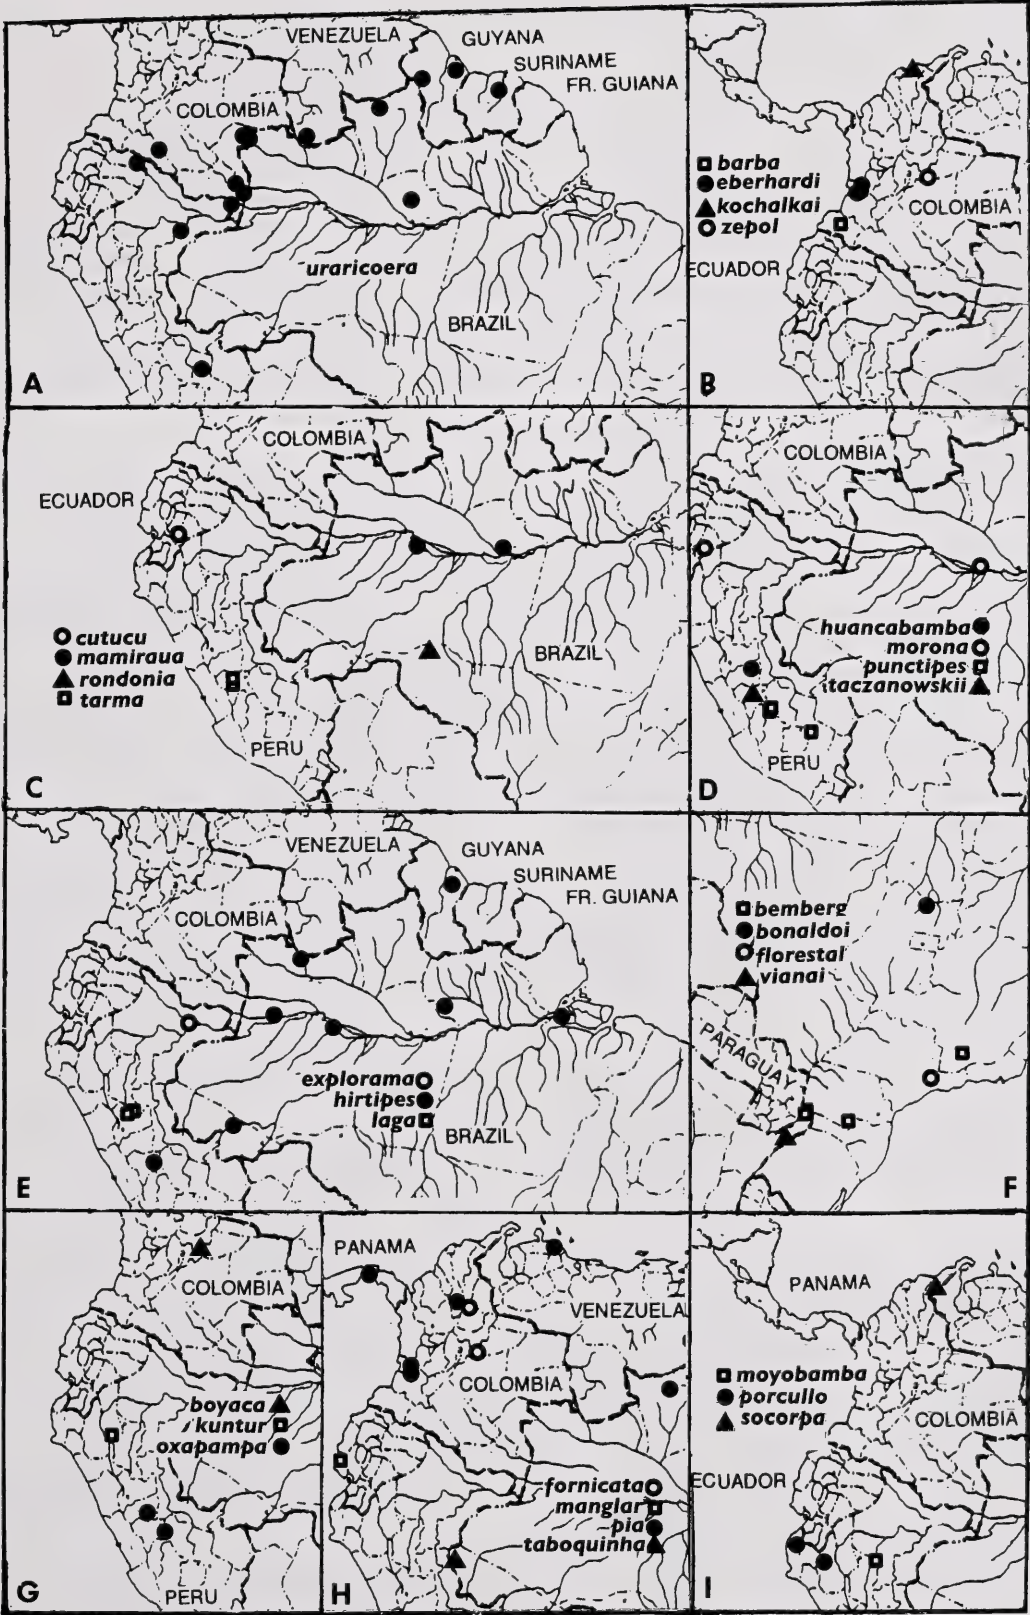 VENEZUELA
GUYANA
SURINAME
FR. GUIANA
COLOMBIA
uraricoera
BRAZIL
A
barba
eberhardi
kochalkai
zepol
COLOMBIA
ECUADOR
B
COLOMBIA
ECUADOR
cutucu
mamiraua
rondonia
tarma
BRAZIL
PERU
C
COLOMBIA
huancabamba
morona
punctipes
taczanowskii
PERU
D
VENEZUELA
GUYANA
SURINAME
FR. GUIANA
COLOMBIA
explorama
hirtipes
laga
BRAZIL
E
bemberg
bonaldoi
florestal
vianai
PARAGUAY
F
COLOMBIA
boyaca
kuntur
oxapampa
PERU
G
PANAMA
VENEZUELA
COLOMBIA
fornicata
manglar
pia
taboquinha
H
PANAMA
moyobamba
porcullo
socorpa
COLOMBIA
ECUADOR
I